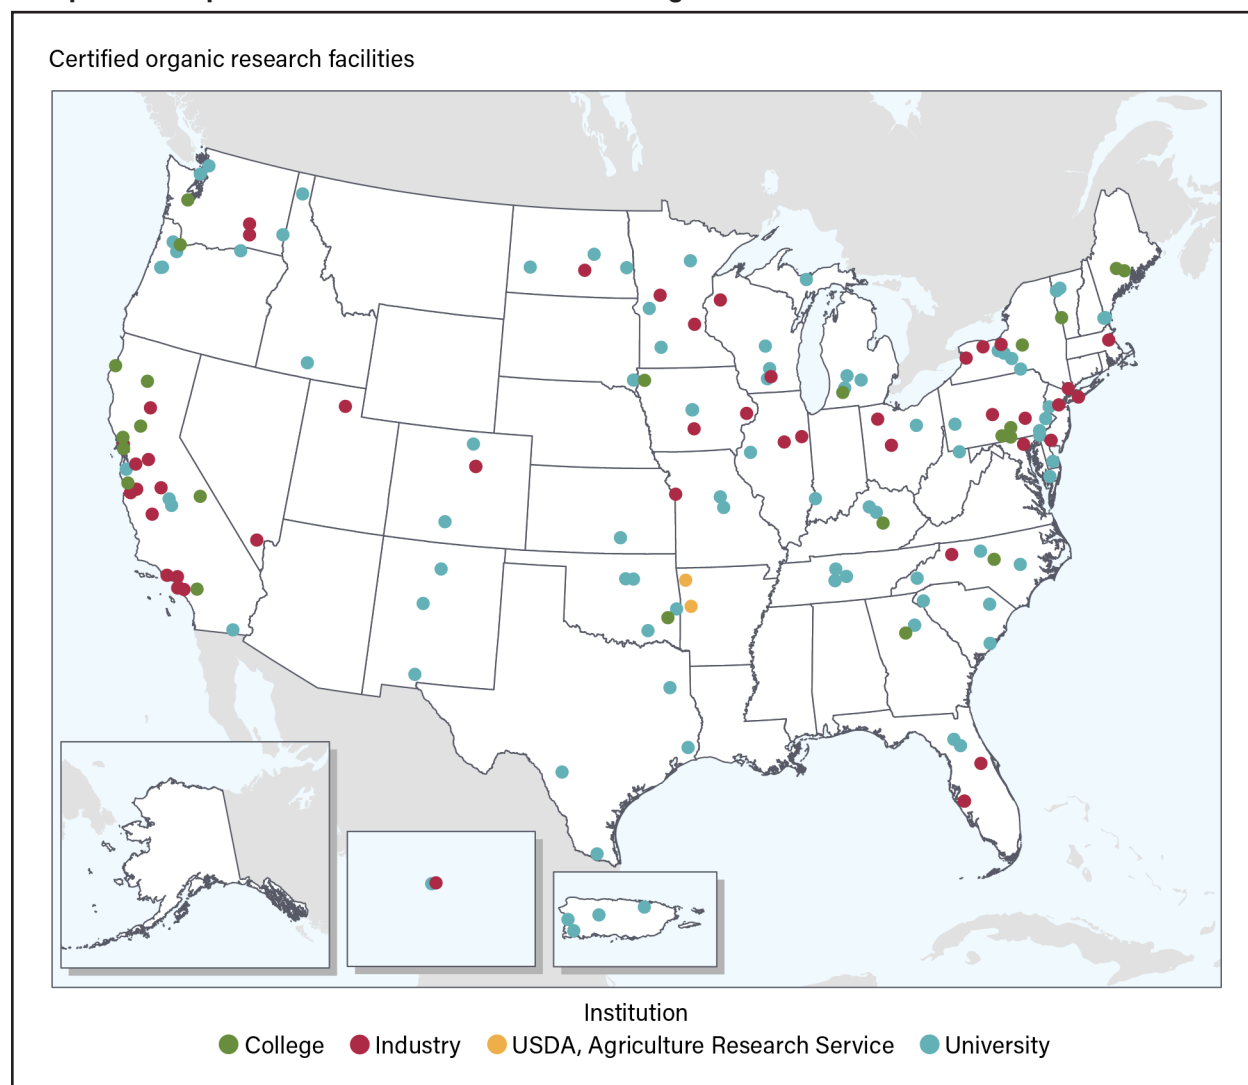 Certified organic research facilities
Institution
College
Industry
USDA, Agriculture Research Service
University